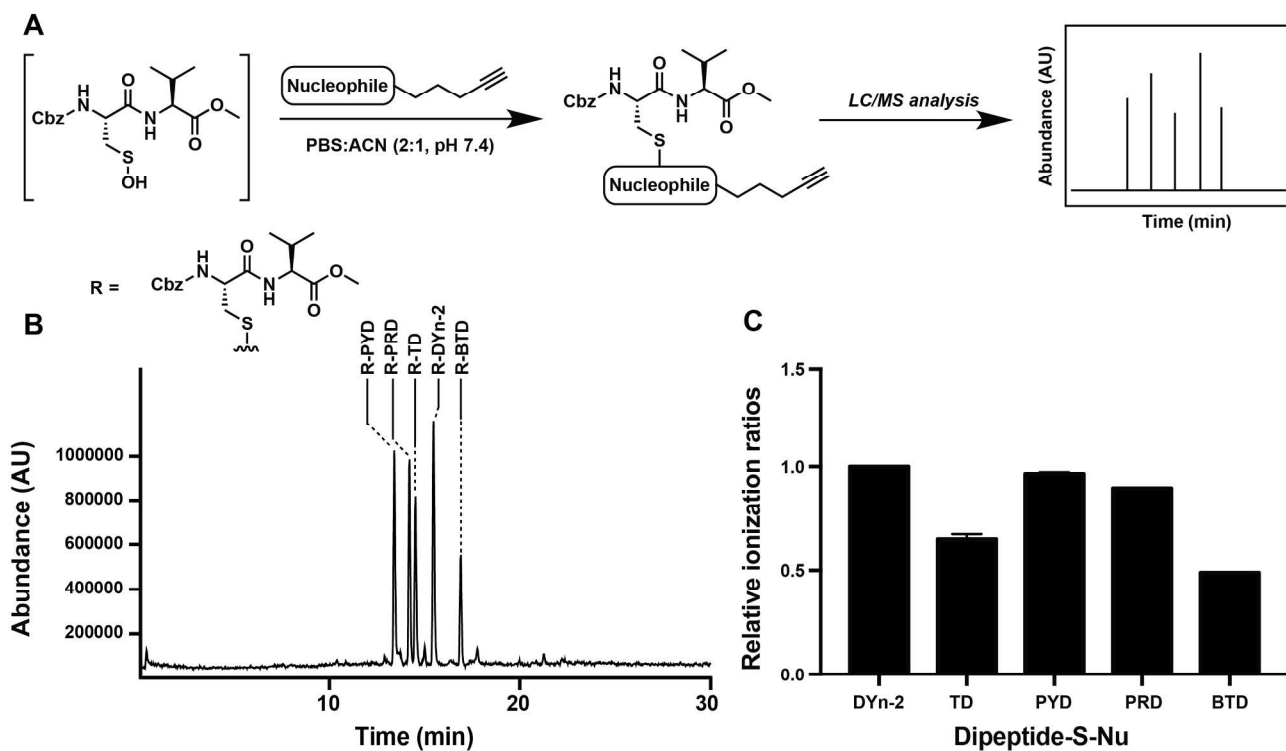 A
Cbz
H
N
O
N
H
O
O
S
OH
Nucleophile
PBS:ACN (2:1, pH 7.4)
Cbz
H
N
O
N
H
O
O
S
Nucleophile
LC/MS analysis
Abundance (AU)
Time (min)
R =
Cbz
H
N
O
N
H
O
O
S
B
R-PYD
R-PRD
R-TD
R-DYn-2
R-BTD
Abundance (AU)
1000000
800000
600000
400000
200000
10
20
30
Time (min)
C
Relative ionization ratios
1.5
1.0
0.5
0.0
DYn-2
TD
PYD
PRD
BTD
Dipeptide-S-Nu